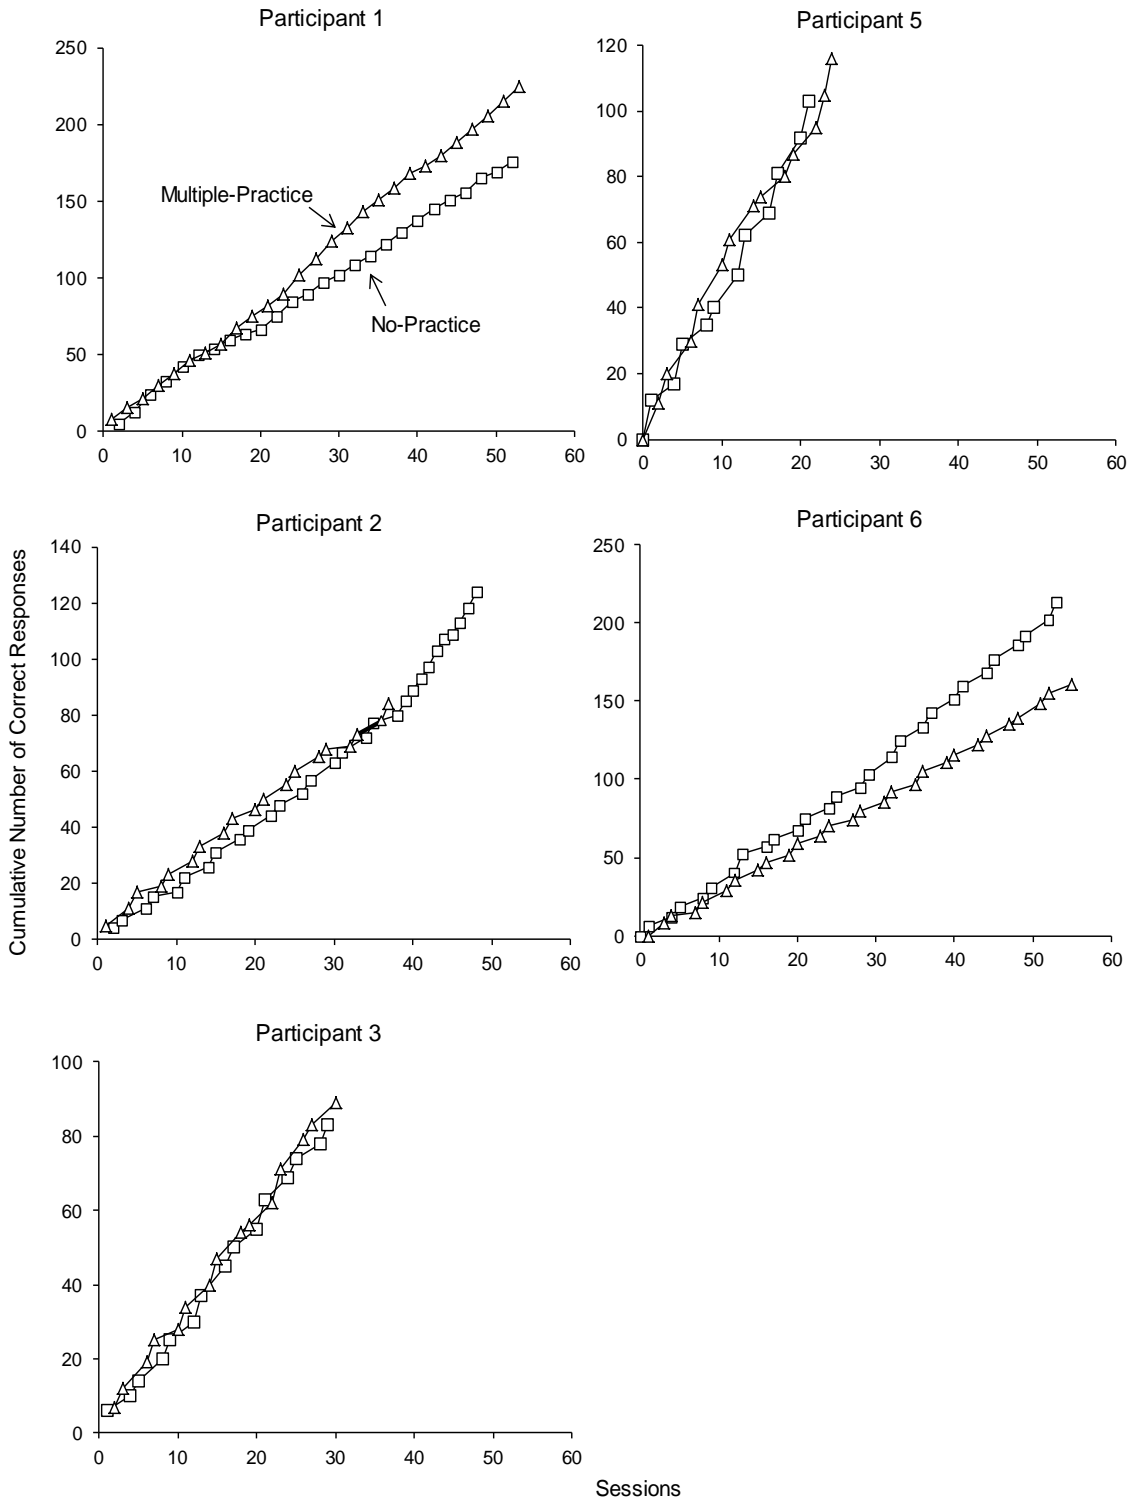 Participant 1
250
200
150
100
50
0
0 10 20 30 40 50 60
Multiple-Practice
No-Practice
Participant 5
120
100
80
60
40
20
0
0 10 20 30 40 50 60
Cumulative Number of Correct Responses
Participant 2
140
120
100
80
60
40
20
0
0 10 20 30 40 50 60
Participant 6
250
200
150
100
50
0
0 10 20 30 40 50 60
Participant 3
100
80
60
40
20
0
0 10 20 30 40 50 60
Sessions